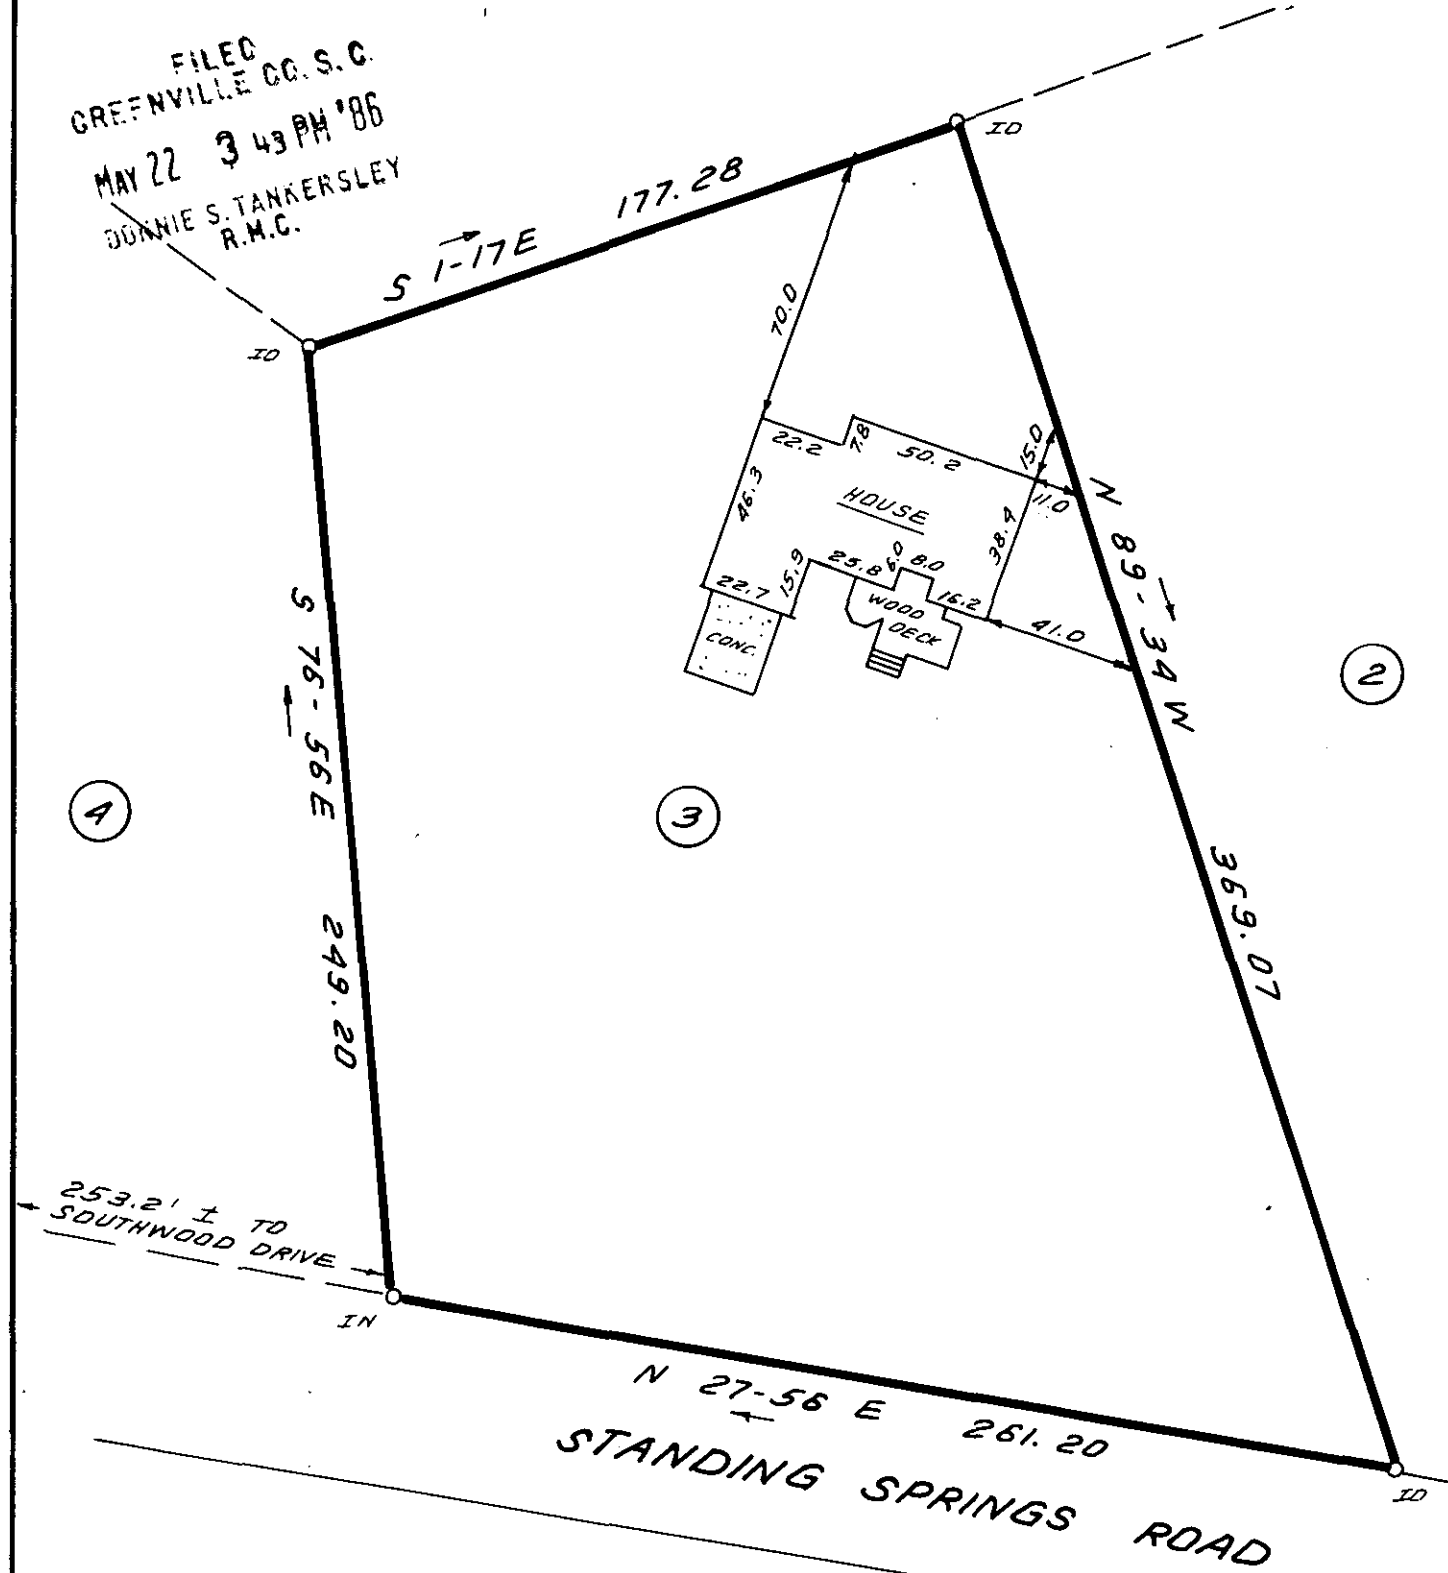 FILED
GREENVILLE CO. S. C.
MAY 22 3 43 PM '86
DONNIE S. TANKERSLEY
R.M.C.
IO
S 1-17 E 177.28
IO
70.0
22.2
7.8
50.2
15.0
11.0
46.3
HOUSE
38.4
N 89-34 W
369.07
22.7
15.9
25.8
6.0
8.0
16.2
WOOD
DECK
41.0
CONC.
S 76-56 E 249.20
2
4
3
253.2' ± TO
SOUTHWOOD DRIVE
IN
N 27-56 E 261.20
IO
STANDING SPRINGS ROAD